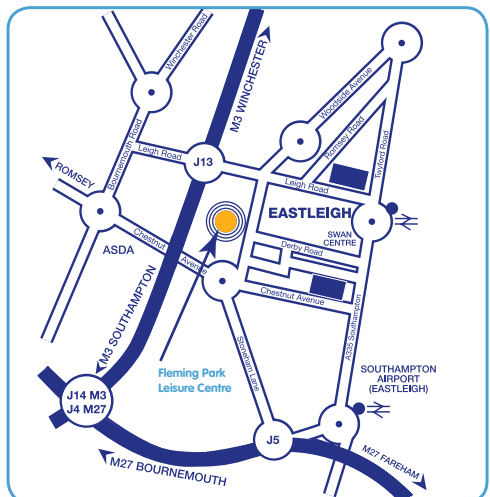 Winchester Road
M3 WINCHESTER
Woodside Avenue
Romsey Road
Twyford Road
Bournemouth Road
Leigh Road
J13
ROMSEY
Leigh Road
EASTLEIGH
SWAN
CENTRE
ASDA
Chestnut Avenue
Derby Road
Chestnut Avenue
M3 SOUTHAMPTON
A335 Southampton
Stoneham Lane
Fleming Park
Leisure Centre
SOUTHAMPTON
AIRPORT
(EASTLEIGH)
J14 M3
J4 M27
J5
M27 BOURNEMOUTH
M27 FAREHAM